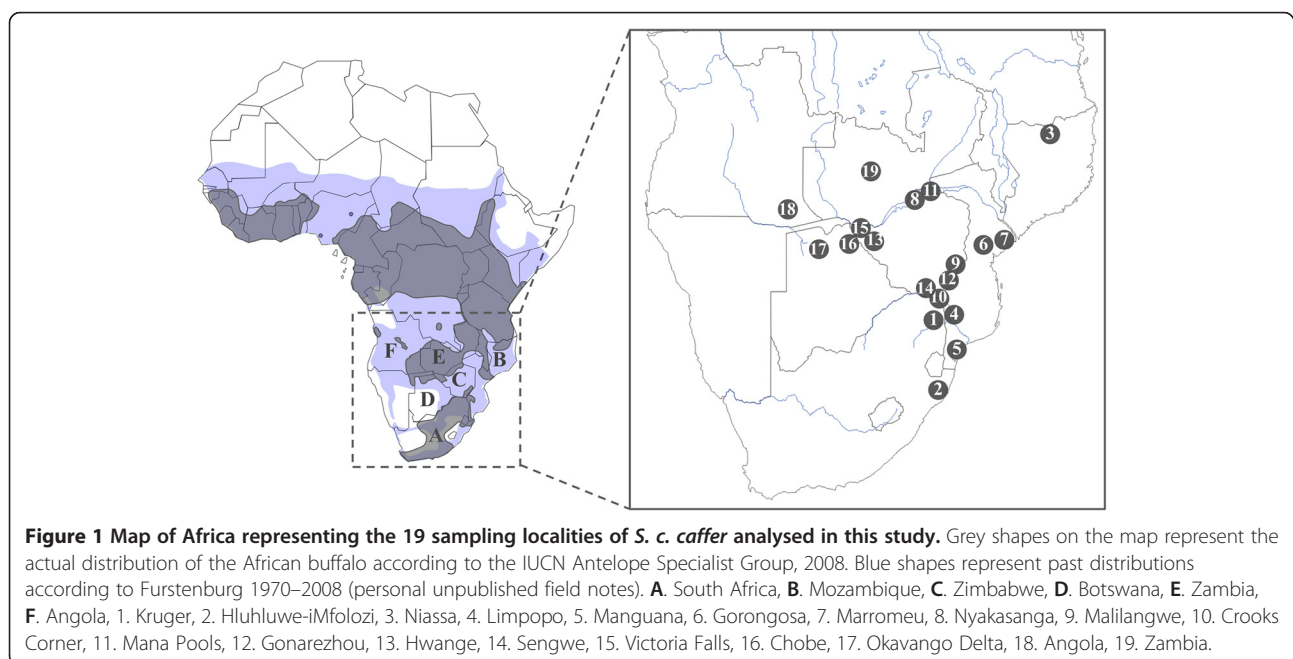 3
19
11
8
18
15
6
7
17
16
13
9
12
14
10
1
4
5
2
F
E
B
C
D
A
Figure 1 Map of Africa representing the 19 sampling localities of S. c. caffer analysed in this study. Grey shapes on the map represent the
actual distribution of the African buffalo according to the IUCN Antelope Specialist Group, 2008. Blue shapes represent past distributions
according to Furstenburg 1970–2008 (personal unpublished field notes). A. South Africa, B. Mozambique, C. Zimbabwe, D. Botswana, E. Zambia,
F. Angola, 1. Kruger, 2. Hluhluwe-iMfolozi, 3. Niassa, 4. Limpopo, 5. Manguana, 6. Gorongosa, 7. Marromeu, 8. Nyakasanga, 9. Malilangwe, 10. Crooks
Corner, 11. Mana Pools, 12. Gonarezhou, 13. Hwange, 14. Sengwe, 15. Victoria Falls, 16. Chobe, 17. Okavango Delta, 18. Angola, 19. Zambia.